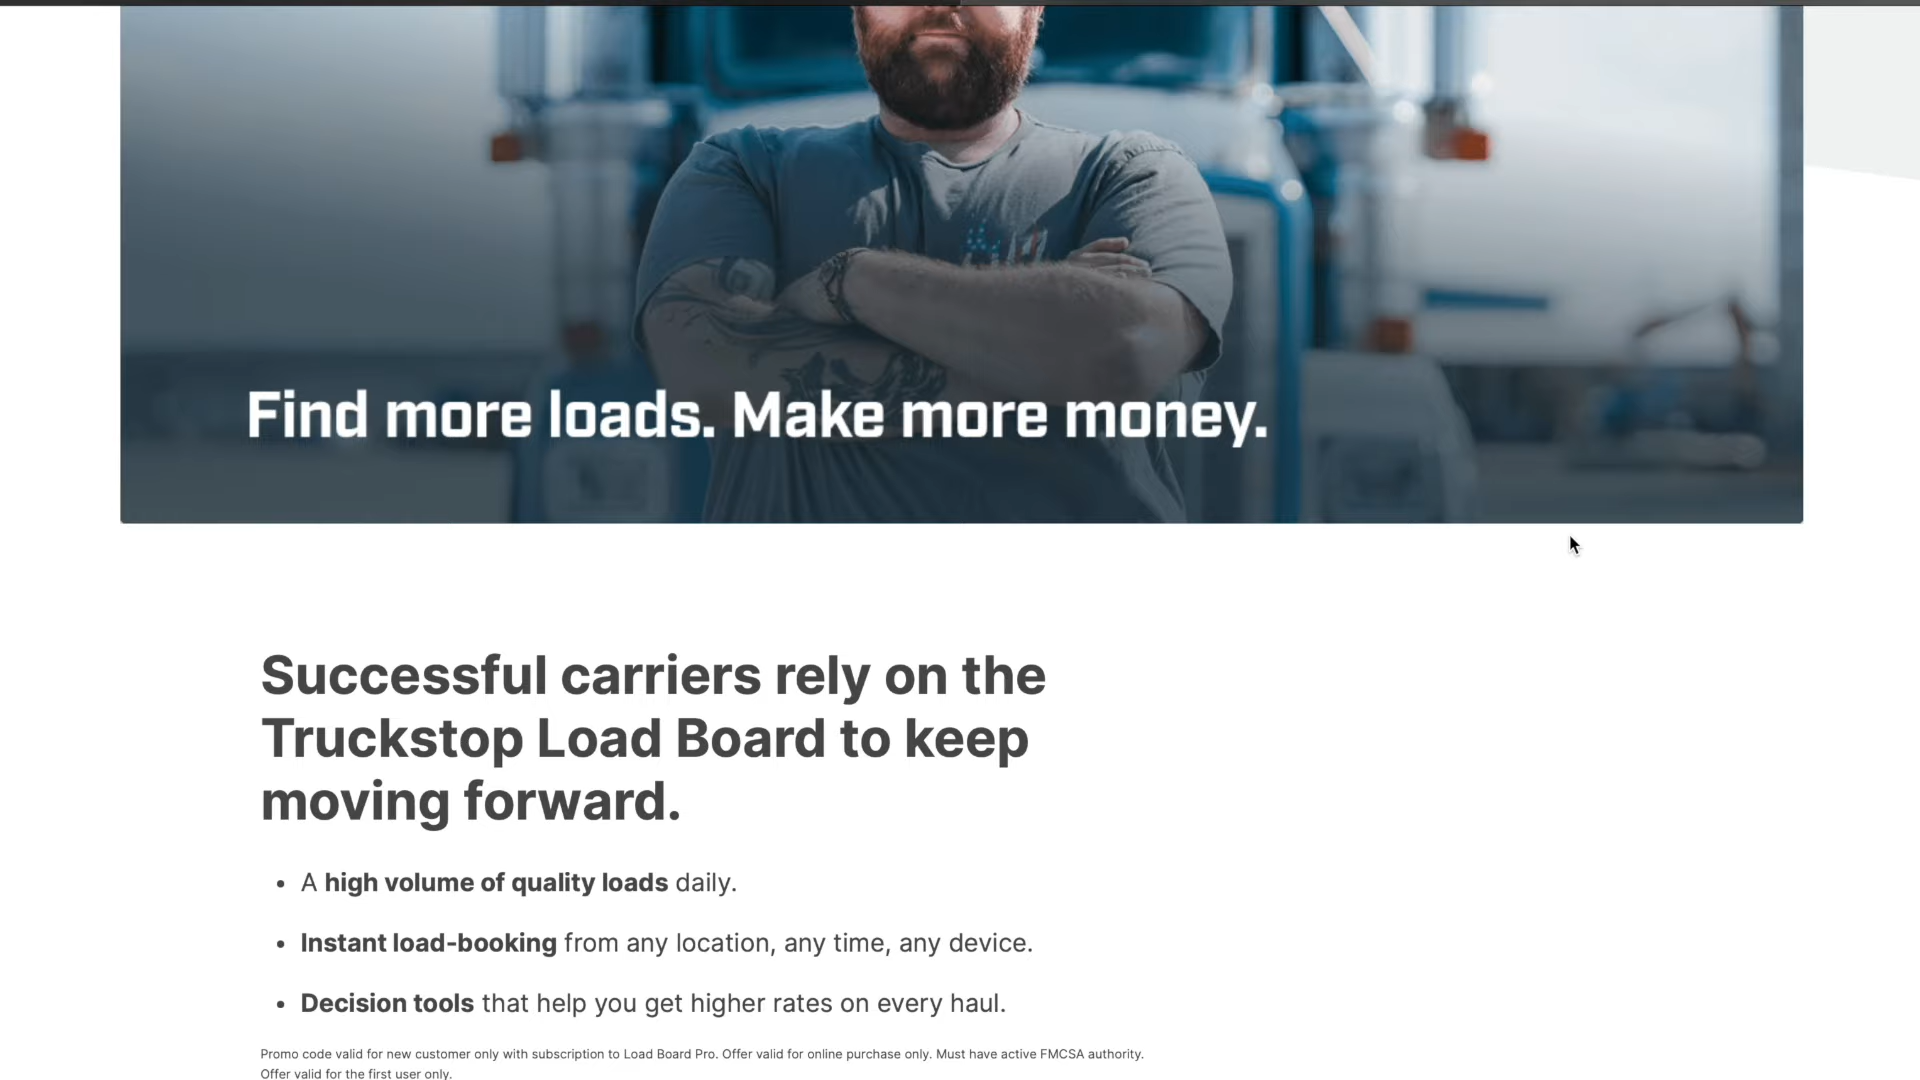 Find more loads. Make more money.
Successful carriers rely on the
Truckstop Load Board to keep
moving forward.
• A high volume of quality loads daily.
• Instant load-booking from any location, any time, any device.
• Decision tools that help you get higher rates on every haul.
Promo code valid for new customer only with subscription to Load Board Pro. Offer valid for online purchase only. Must have active FMCSA authority.
Offer valid for the first user only.